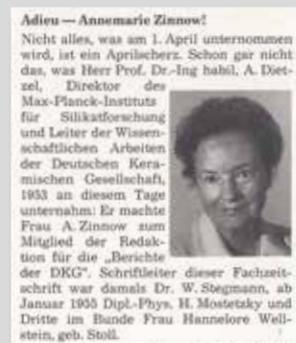 Adieu — Annemarie Zinnow!
Nicht alles, was am 1. April unternommen
wird, ist ein Aprilscherz. Schon gar nicht
das, was Herr Prof. Dr.-Ing habil. A. Diet-
zel, Direktor des
Max-Planck-Instituts
für Silikatforschung
und Leiter der Wissen-
schaftlichen Arbeiten
der Deutschen Kera-
mischen Gesellschaft,
1953 an diesem Tage
unternahm: Er machte
Frau A. Zinnow zum
Mitglied der Redak-
tion für die „Berichte
der DKG". Schriftleiter dieser Fachzeit-
schrift war damals Dr. W. Stegmann, ab
Januar 1955 Dipl.-Phys. H. Mostetzky und
Dritte im Bunde Frau Hannelore Well-
stein, geb. Stoll.